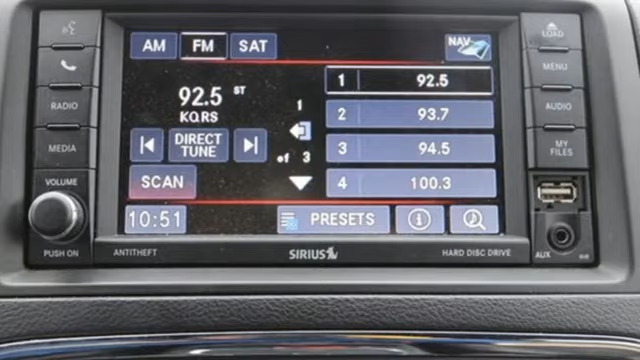 AM FM SAT NAV
LOAD
MENU
RADIO
AUDIO
MEDIA
MY
FILES
92.5 ST
KQRS
DIRECT
TUNE
SCAN
1
of 3
1 92.5
2 93.7
3 94.5
4 100.3
10:51 PRESETS
VOLUME
PUSH ON
ANTITHEFT
SIRIUS
HARD DISC DRIVE
AUX